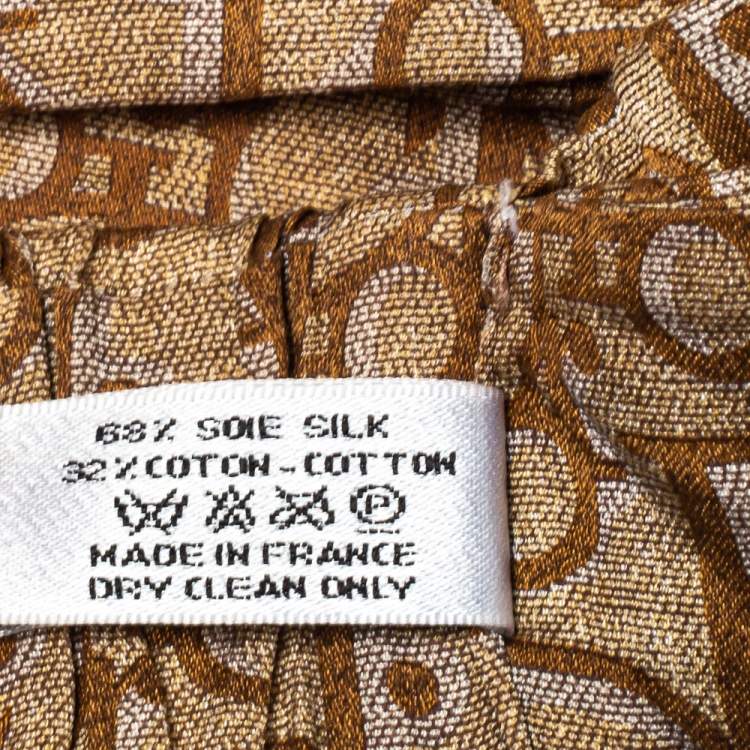 68% SOIE SILK
32% COTON - COTTON
P
MADE IN FRANCE
DRY CLEAN ONLY